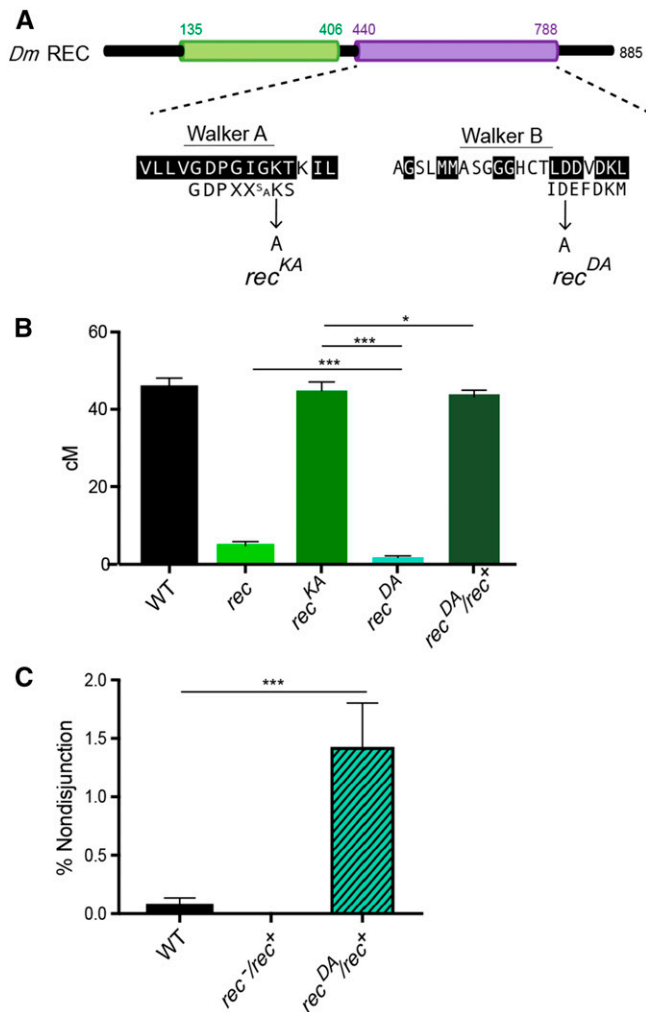 A
135 406 440 788
Dm REC 885
Walker A Walker B
VLLVGDPGIGKTKIL AGSLMMASGGGHCTLDDVDKL
GDPXXSAKS IDEFDKM
A A
rec^KA rec^DA
B
* 
***
***
60
40
20
0
cM
WT rec rec^KA rec^DA rec^DA/rec^+
C
***
2.0
1.5
1.0
0.5
0.0
% Nondisjunction
WT rec^-/rec^+ rec^DA/rec^+